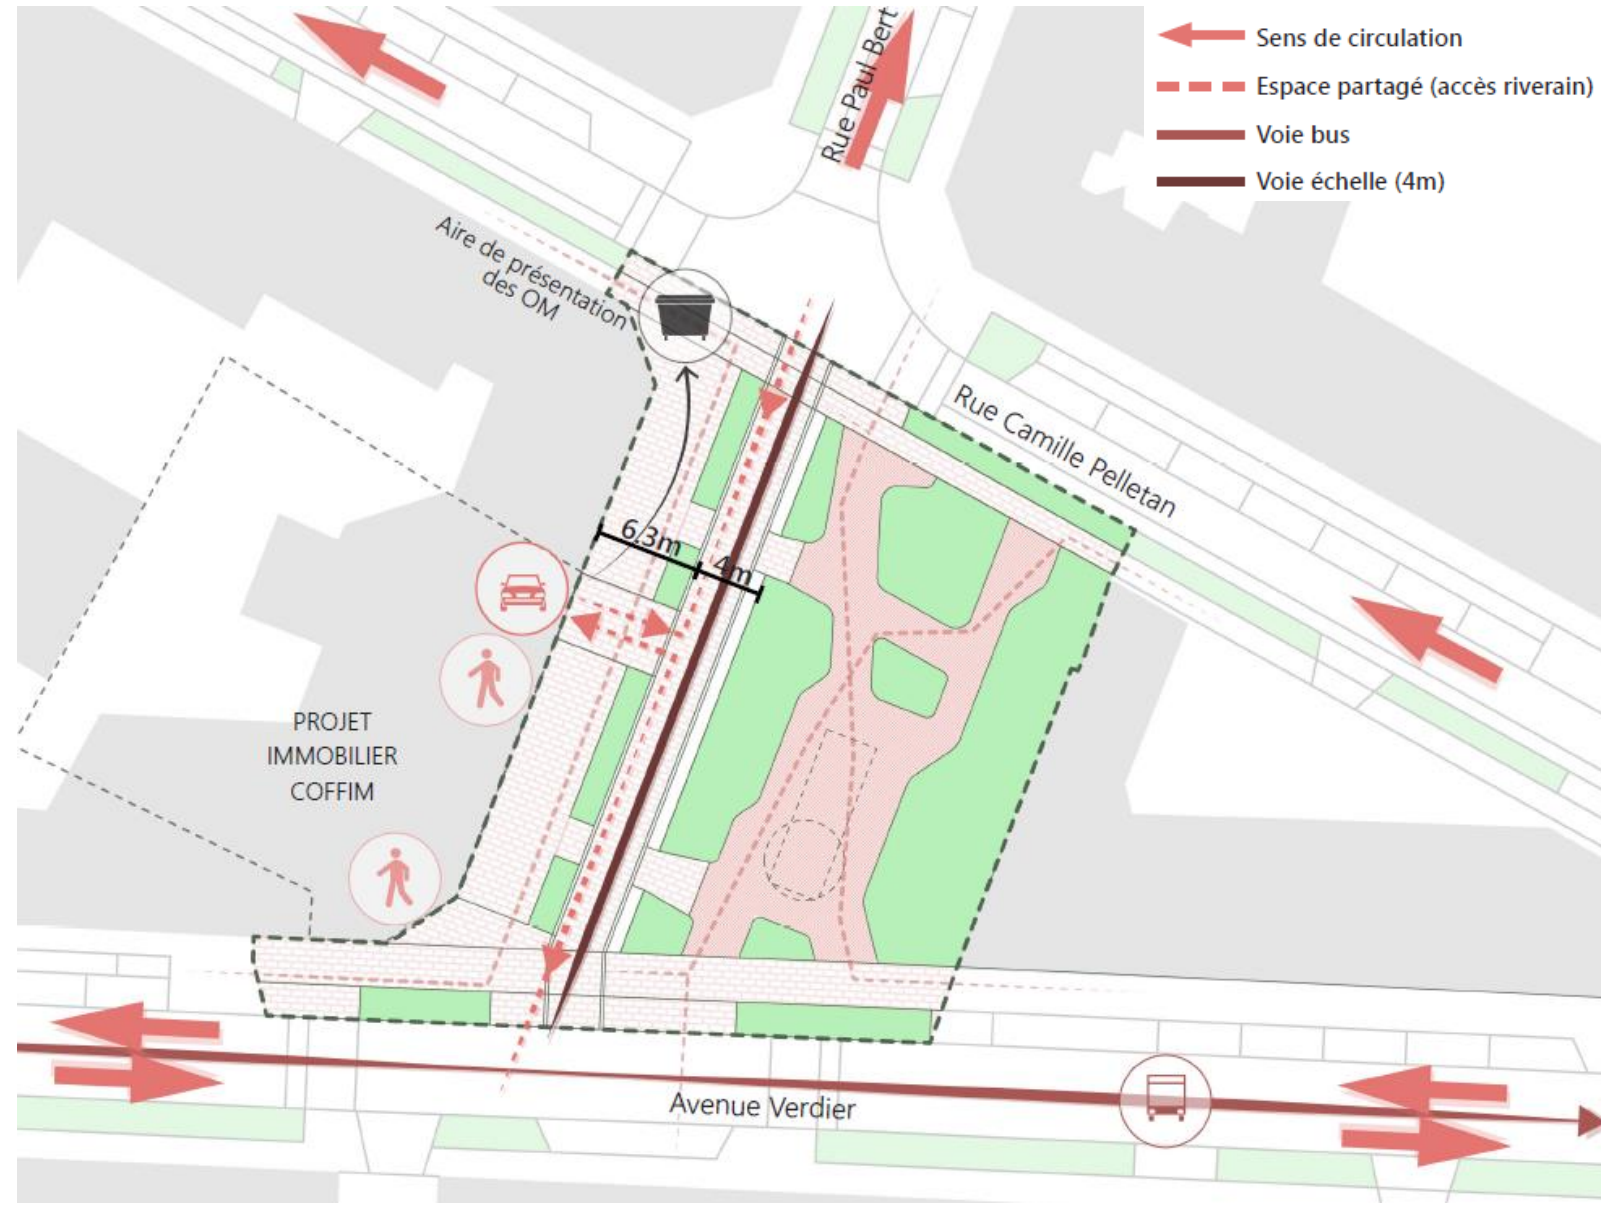 Sens de circulation
Espace partagé (accès riverain)
Voie bus
Voie échelle (4m)
Rue Paul Bert
Aire de présentation
des OM
Rue Camille Pelletan
6.3m
4m
PROJET
IMMOBILIER
COFFIM
Avenue Verdier